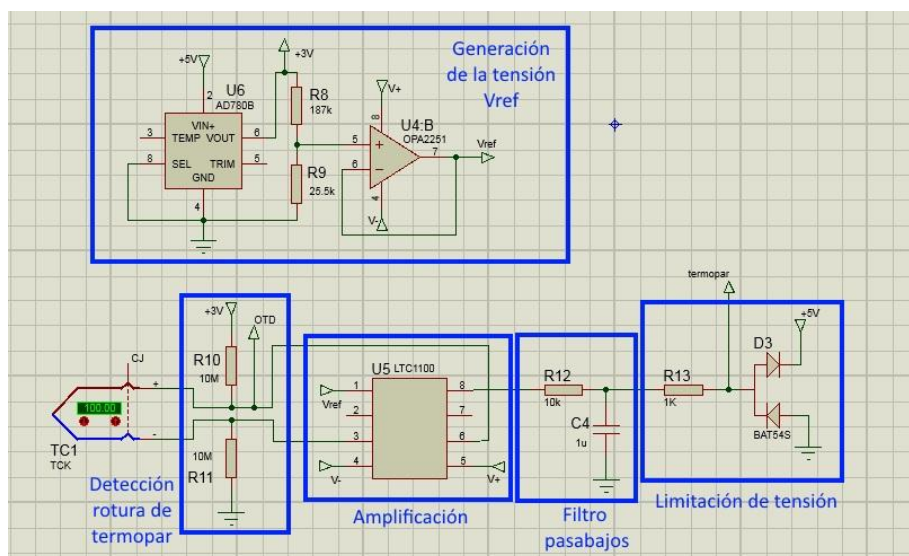 Generación
de la tensión
Vref
+5V
+3V
U6
AD780B
2
VIN+
3
TEMP
VOUT
6
8
SEL
TRIM
5
GND
4
R8
187k
R9
25.5k
V+
8
U4:B
OPA2251
5
+
6
−
7
Vref
4
V-
termopar
+3V
OTD
R10
10M
10M
R11
CJ
+
-
100.00
TC1
TCK
U5
LTC1100
Vref
1
8
2
7
3
6
4
5
V-
V+
R12
10k
C4
1u
R13
1K
D3
+5V
BAT54S
Detección
rotura de
termopar
Amplificación
Filtro
pasabajos
Limitación de tensión